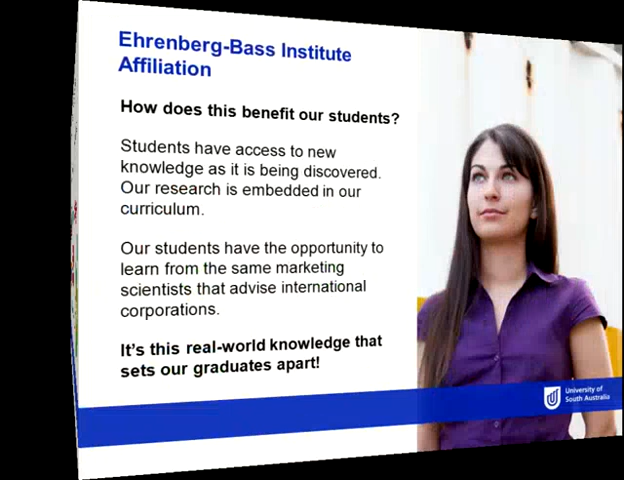 Ehrenberg-Bass Institute
Affiliation
How does this benefit our students?
Students have access to new
knowledge as it is being discovered.
Our research is embedded in our
curriculum.
Our students have the opportunity to
learn from the same marketing
scientists that advise international
corporations.
It's this real-world knowledge that
sets our graduates apart!
University of
South Australia